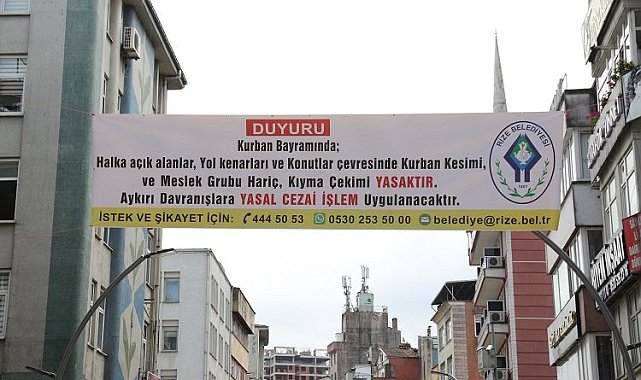 DUYURU
Kurban Bayramında;
Halka açık alanlar, Yol kenarları ve Konutlar çevresinde Kurban Kesimi,
ve Meslek Grubu Hariç, Kıyma Çekimi YASAKTIR.
Aykırı Davranışlara YASAL CEZAİ İŞLEM Uygulanacaktır.
İSTEK VE ŞİKAYET İÇİN: 444 50 53 0530 253 50 00 belediye@rize.bel.tr
RİZE BELEDİYESİ